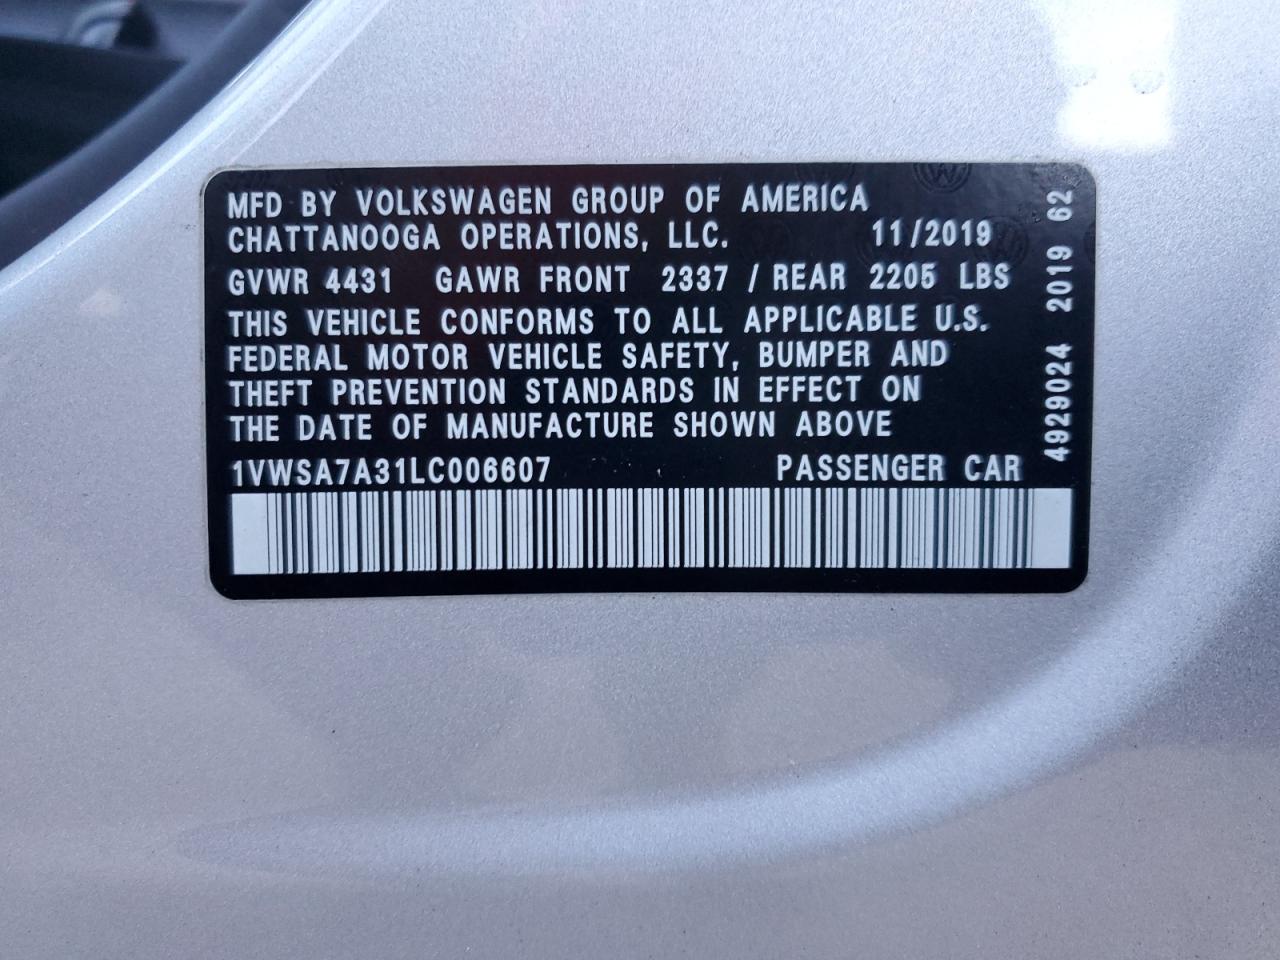 MFD BY VOLKSWAGEN GROUP OF AMERICA
CHATTANOOGA OPERATIONS, LLC. 11/2019
GVWR 4431 GAWR FRONT 2337 / REAR 2205 LBS
THIS VEHICLE CONFORMS TO ALL APPLICABLE U.S.
FEDERAL MOTOR VEHICLE SAFETY, BUMPER AND
THEFT PREVENTION STANDARDS IN EFFECT ON
THE DATE OF MANUFACTURE SHOWN ABOVE
1VWSA7A31LC006607 PASSENGER CAR
4929024 2019 62